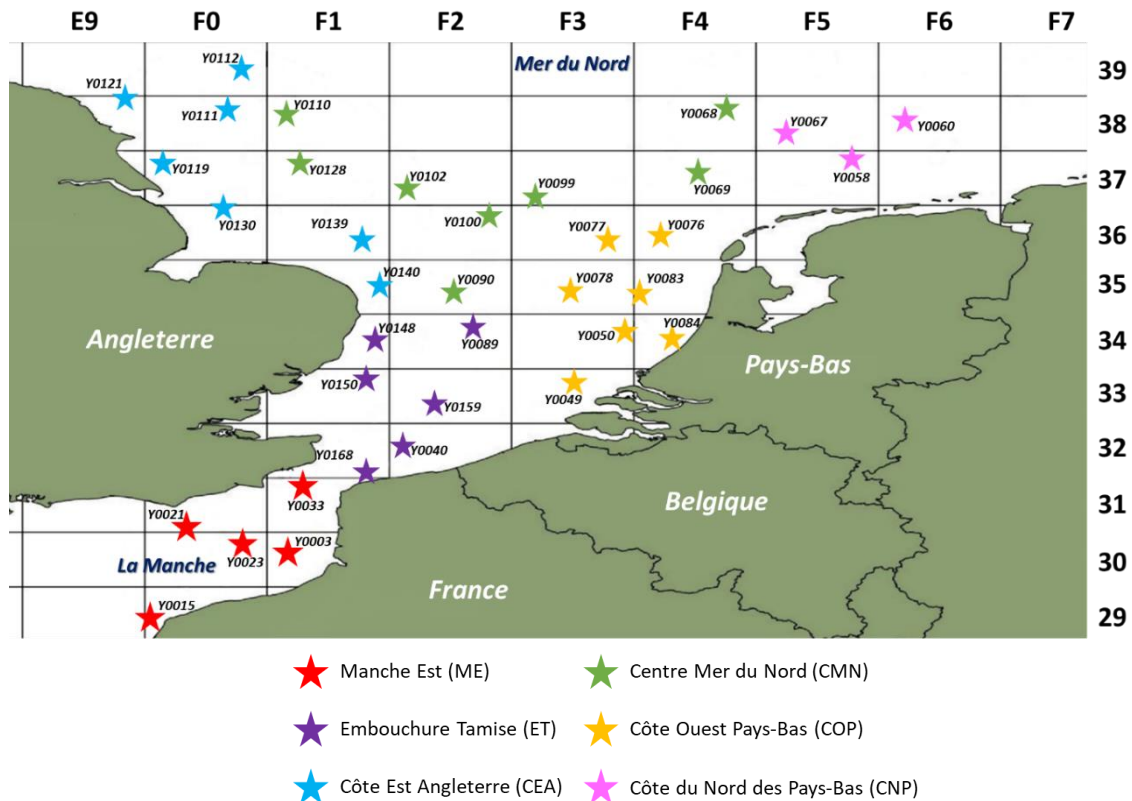 E9 F0 F1 F2 F3 F4 F5 F6 F7
Mer du Nord
39
Y0112
Y0121
Y0111
Y0110
Y0068
Y0067
Y0060
38
Y0119
Y0128
Y0102
Y0099
Y0069
Y0058
37
Y0130
Y0139
Y0100
Y0077
Y0076
36
Y0140
Y0090
Y0078
Y0083
35
Angleterre
Y0148
Y0089
Y0050
Y0084
34
Pays-Bas
Y0150
Y0159
Y0049
33
Y0168
Y0040
32
Y0021
Y0033
Belgique
31
La Manche
Y0023
Y0003
30
France
Y0015
29
Manche Est (ME)
Centre Mer du Nord (CMN)
Embouchure Tamise (ET)
Côte Ouest Pays-Bas (COP)
Côte Est Angleterre (CEA)
Côte du Nord des Pays-Bas (CNP)